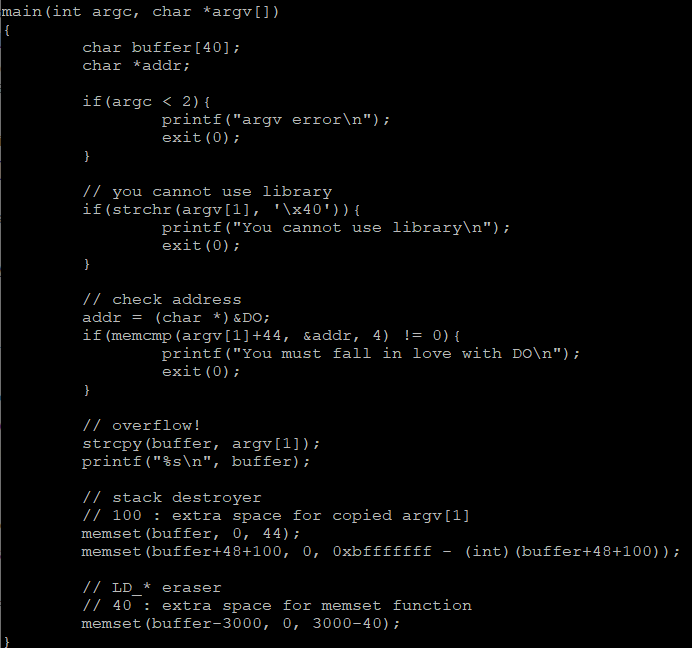 main(int argc, char *argv[])
{
        char buffer[40];
        char *addr;

        if(argc < 2){
                printf("argv error\n");
                exit(0);
        }

        // you cannot use library
        if(strchr(argv[1], '\x40')){
                printf("You cannot use library\n");
                exit(0);
        }

        // check address
        addr = (char *)&DO;
        if(memcmp(argv[1]+44, &addr, 4) != 0){
                printf("You must fall in love with DO\n");
                exit(0);
        }

        // overflow!
        strcpy(buffer, argv[1]);
        printf("%s\n", buffer);

        // stack destroyer
        // 100 : extra space for copied argv[1]
        memset(buffer, 0, 44);
        memset(buffer+48+100, 0, 0xbfffffff - (int)(buffer+48+100));

        // LD_* eraser
        // 40 : extra space for memset function
        memset(buffer-3000, 0, 3000-40);
}